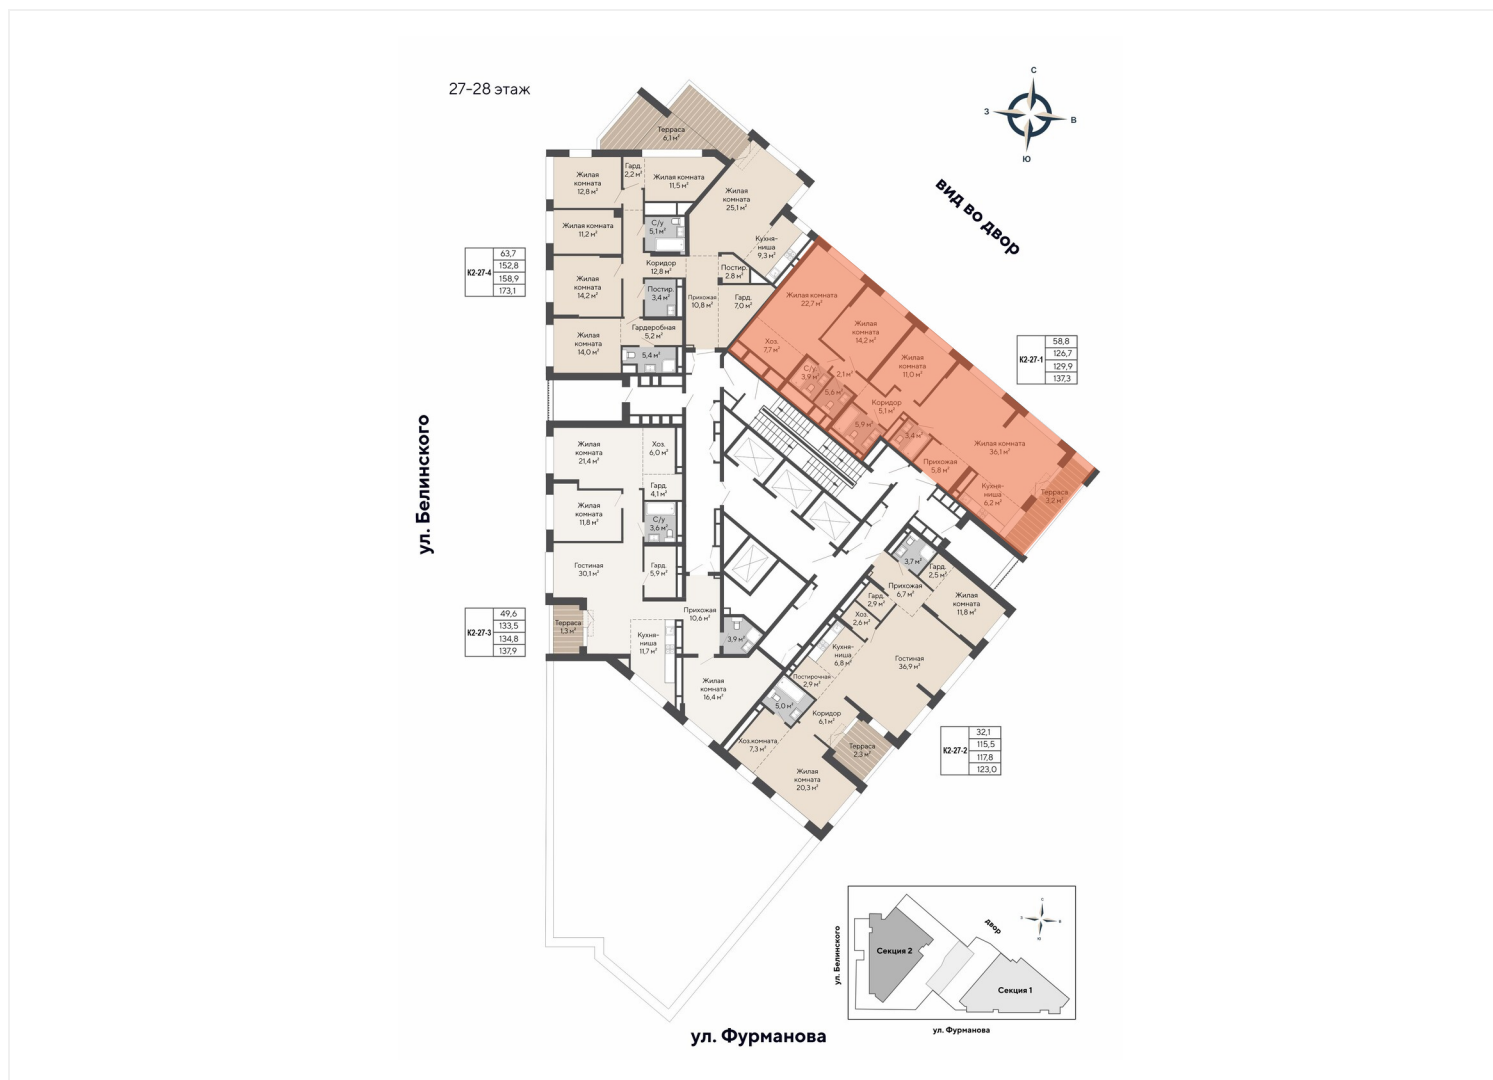 27-28 этаж
С
З
В
Ю
вид во двор
ул. Белинского
ул. Фурманова
К2-27-4
63,7
152,8
158,9
173,1
Терраса
6,1 м²
Жилая
комната
12,8 м²
Гард.
2,2 м²
Жилая комната
11,5 м²
Жилая
комната
25,1 м²
Жилая комната
11,2 м²
С/у
5,1 м²
Кухня-
ниша
9,3 м²
Коридор
12,8 м²
Постир.
2,8 м²
Жилая
комната
14,2 м²
Постир.
3,4 м²
Прихожая
10,8 м²
Гард.
7,0 м²
Гардеробная
5,2 м²
Жилая
комната
14,0 м²
5,4 м²
К2-27-1
58,8
126,7
129,9
137,3
Жилая комната
22,7 м²
Жилая
комната
14,2 м²
Хоз.
7,7 м²
Жилая
комната
11,0 м²
С/у
3,9 м²
2,1 м²
5,6 м²
Коридор
5,1 м²
5,9 м²
3,4 м²
Жилая комната
36,1 м²
Прихожая
5,8 м²
Кухня-
ниша
6,2 м²
Терраса
3,2 м²
К2-27-3
49,6
133,5
134,8
137,9
Жилая
комната
21,4 м²
Хоз.
6,0 м²
Гард.
4,1 м²
Жилая
комната
11,8 м²
С/у
3,6 м²
Гостиная
30,1 м²
Гард.
5,9 м²
Терраса
1,3 м²
Прихожая
10,6 м²
Кухня-
ниша
11,7 м²
3,9 м²
Жилая
комната
16,4 м²
К2-27-2
32,1
115,5
117,8
123,0
3,7 м²
Гард.
2,5 м²
Прихожая
6,7 м²
Жилая
комната
11,8 м²
Гард.
2,9 м²
Хоз.
2,6 м²
Кухня-
ниша
6,8 м²
Гостиная
36,9 м²
Постирочная
2,9 м²
5,0 м²
Коридор
6,1 м²
Хоз.комната
7,3 м²
Терраса
2,3 м²
Жилая
комната
20,3 м²
двор
Секция 2
Секция 1
ул. Белинского
ул. Фурманова